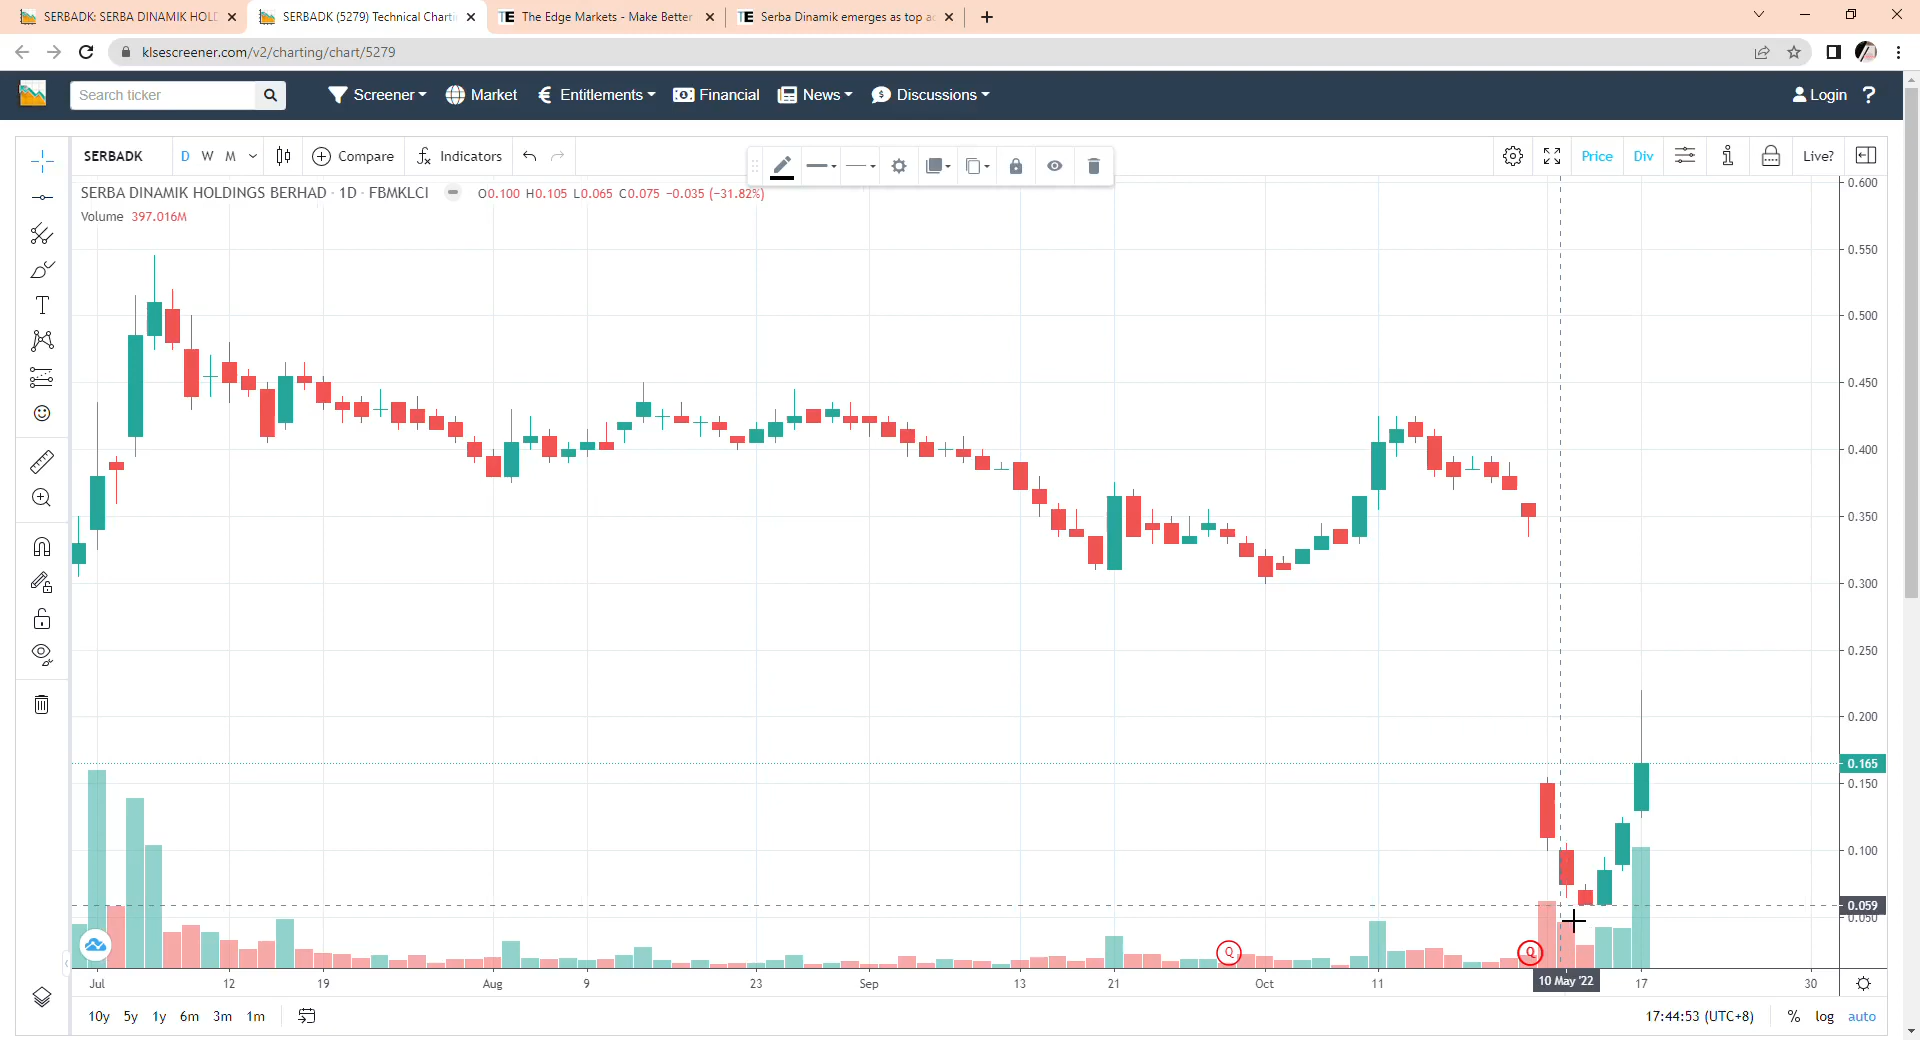 SERBADK: SERBA DINAMIK HOL
SERBADK (5279) Technical Charti
TE The Edge Markets - Make Better
TE Serba Dinamik emerges as top a
klsescreener.com/v2/charting/chart/5279
Search ticker
Screener
Market
Entitlements
Financial
News
Discussions
Login ?
SERBADK
D W M
Compare
Indicators
Price
Div
Live?
SERBA DINAMIK HOLDINGS BERHAD · 1D · FBMKLCI
O0.100 H0.105 L0.065 C0.075 −0.035 (−31.82%)
Volume 397.016M
0.600
0.550
0.500
0.450
0.400
0.350
0.300
0.250
0.200
0.165
0.150
0.100
0.059
0.050
Q
Q
Jul 12 19 Aug 9 23 Sep 13 21 Oct 11 10 May '22 17 30
10y 5y 1y 6m 3m 1m
17:44:53 (UTC+8) % log auto